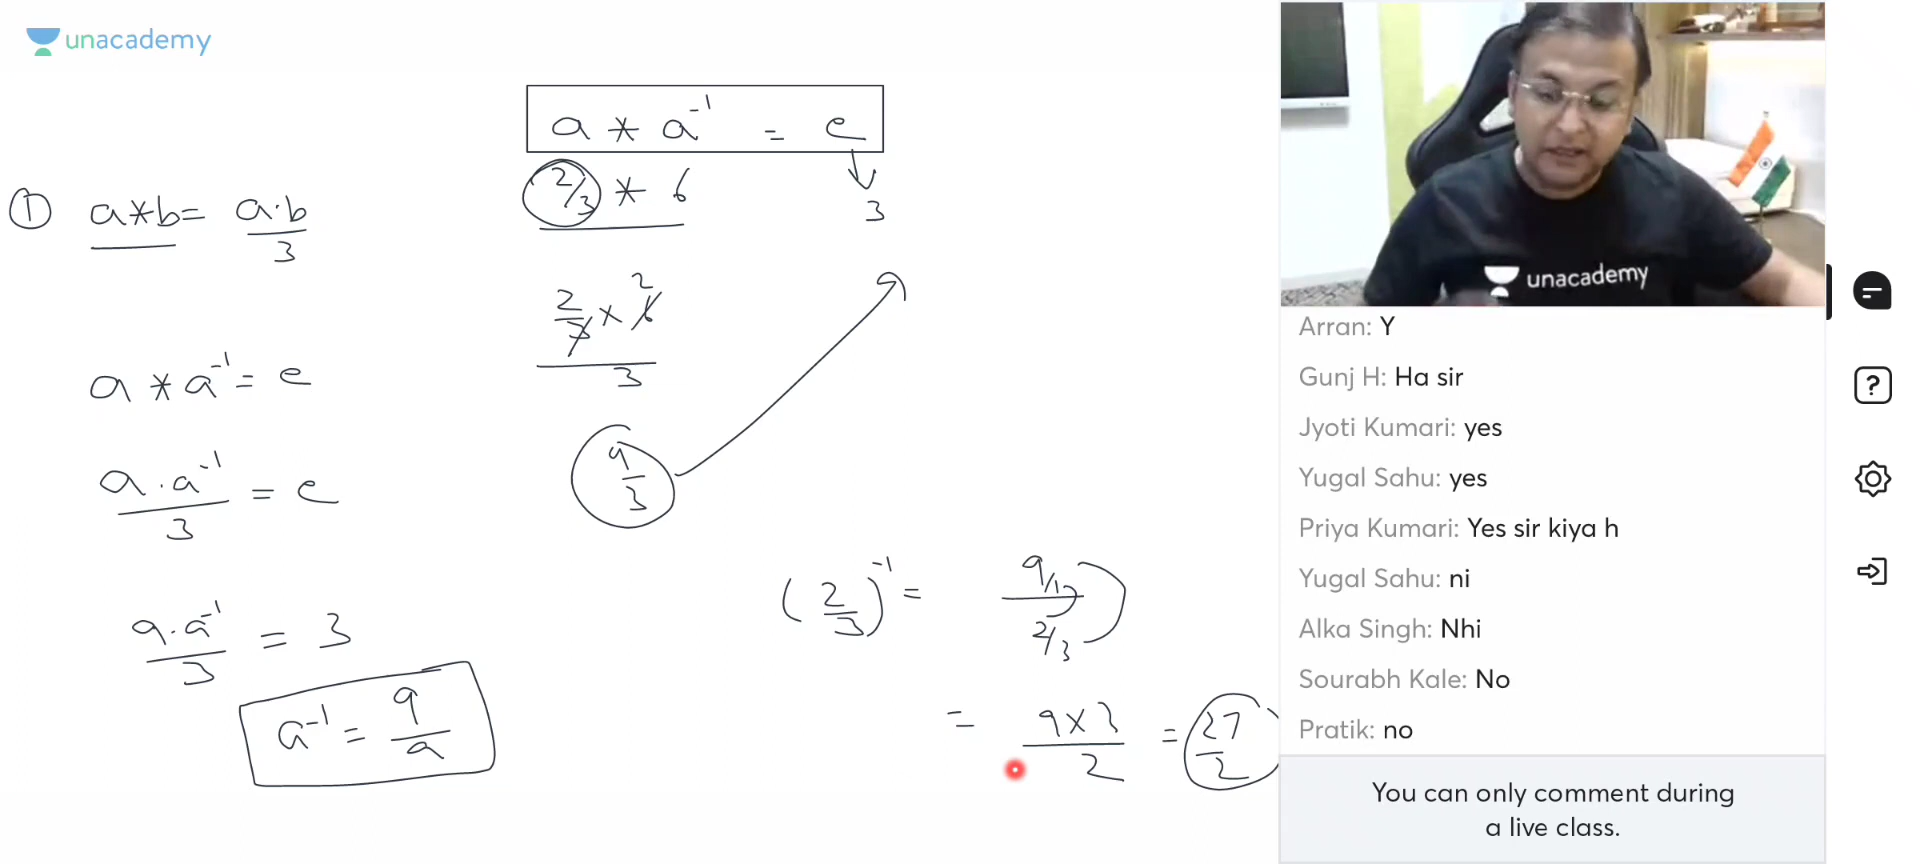 unacademy
a * a⁻¹ = e
2/3 * 6
3
① a*b = a·b/3
2/3 × 6 2
3
a * a⁻¹ = e
9/3
a·a⁻¹/3 = e
(2/3)⁻¹ = 9/
2/3
a·a⁻¹/3 = 3
a⁻¹ = 9/a
= 9×3/2 = 27/2
unacademy
Arran: Y
Gunj H: Ha sir
Jyoti Kumari: yes
Yugal Sahu: yes
Priya Kumari: Yes sir kiya h
Yugal Sahu: ni
Alka Singh: Nhi
Sourabh Kale: No
Pratik: no
You can only comment during
a live class.